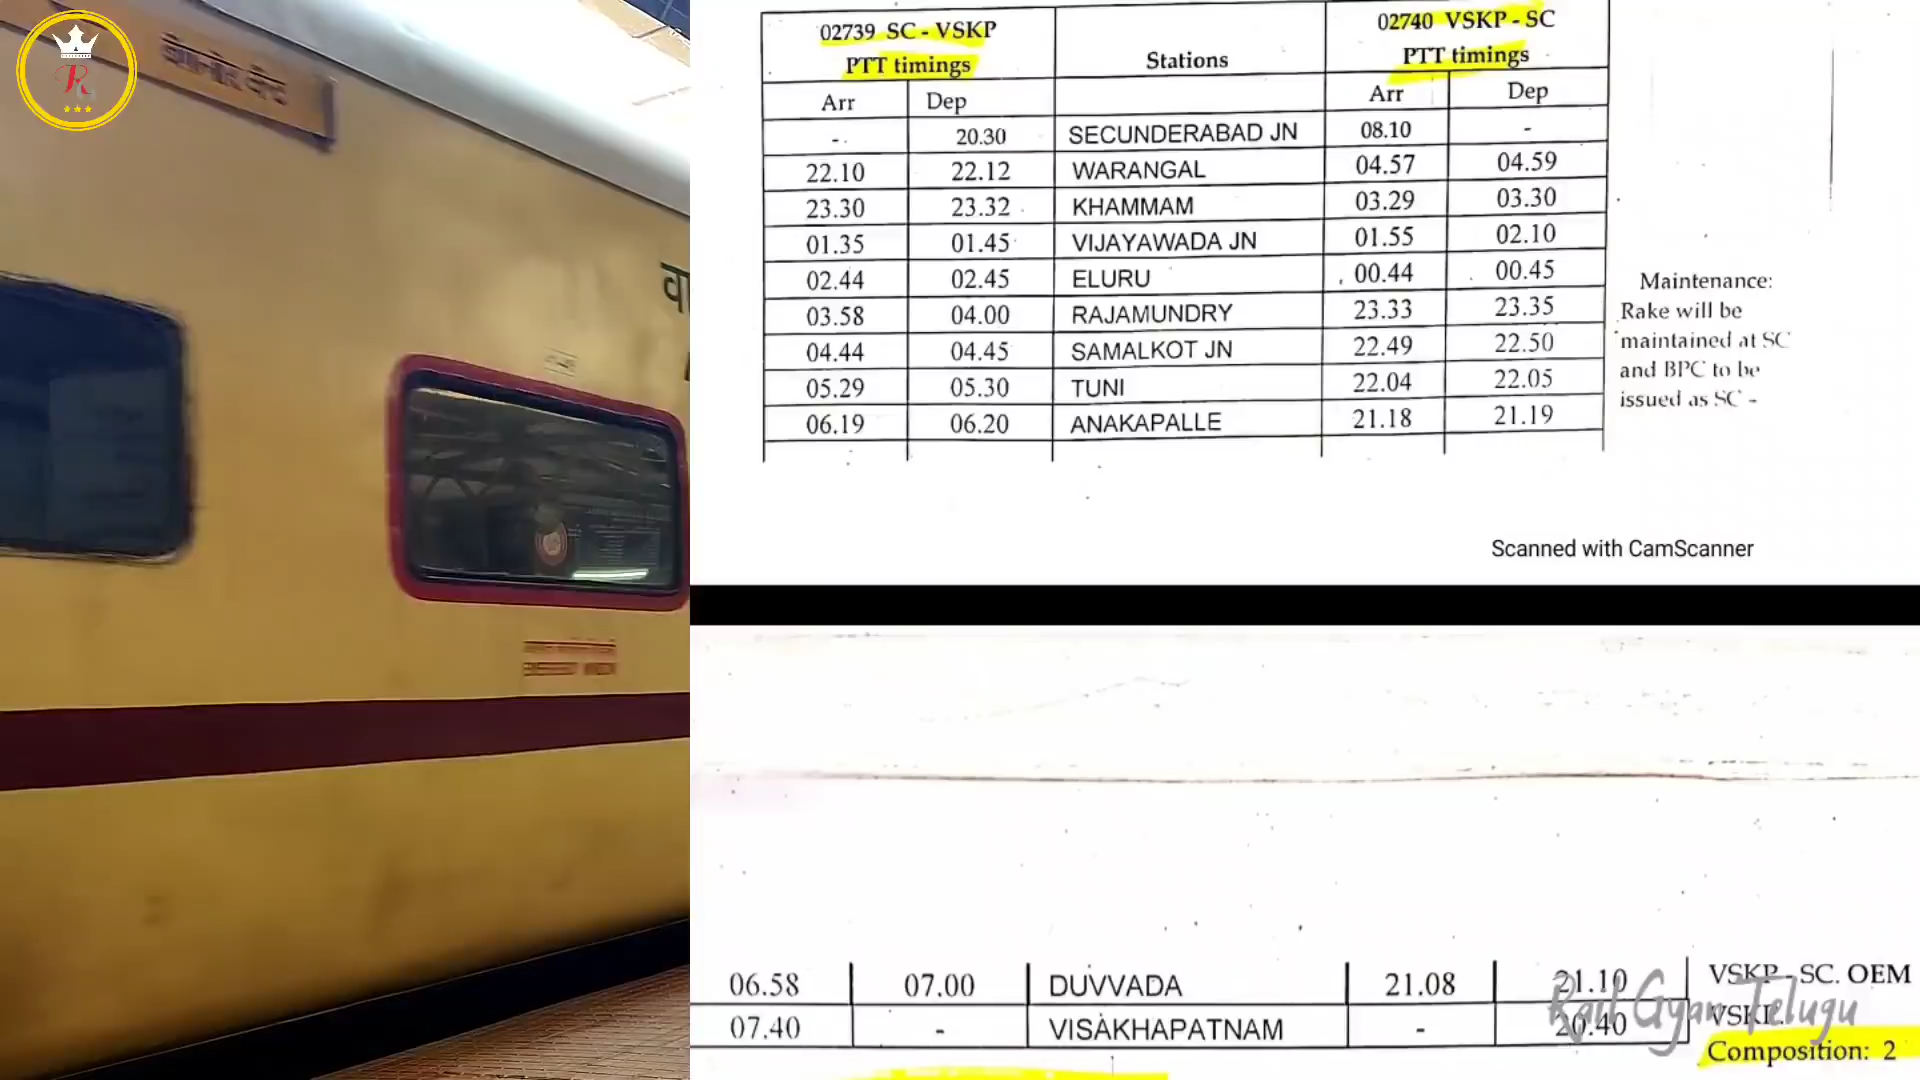 R
02739 SC - VSKP
PTT timings
Stations
02740 VSKP - SC
PTT timings
Arr Dep Arr Dep
- 20.30 SECUNDERABAD JN 08.10 -
22.10 22.12 WARANGAL 04.57 04.59
23.30 23.32 KHAMMAM 03.29 03.30
01.35 01.45 VIJAYAWADA JN 01.55 02.10
02.44 02.45 ELURU 00.44 00.45
03.58 04.00 RAJAMUNDRY 23.33 23.35
04.44 04.45 SAMALKOT JN 22.49 22.50
05.29 05.30 TUNI 22.04 22.05
06.19 06.20 ANAKAPALLE 21.18 21.19
Maintenance:
Rake will be
maintained at SC
and BPC to be
issued as SC -
Scanned with CamScanner
06.58 07.00 DUVVADA 21.08 21.10
07.40 - VISAKHAPATNAM - 20.40
VSKP - SC. OEM
Composition: 2
Rail Gyan Telugu